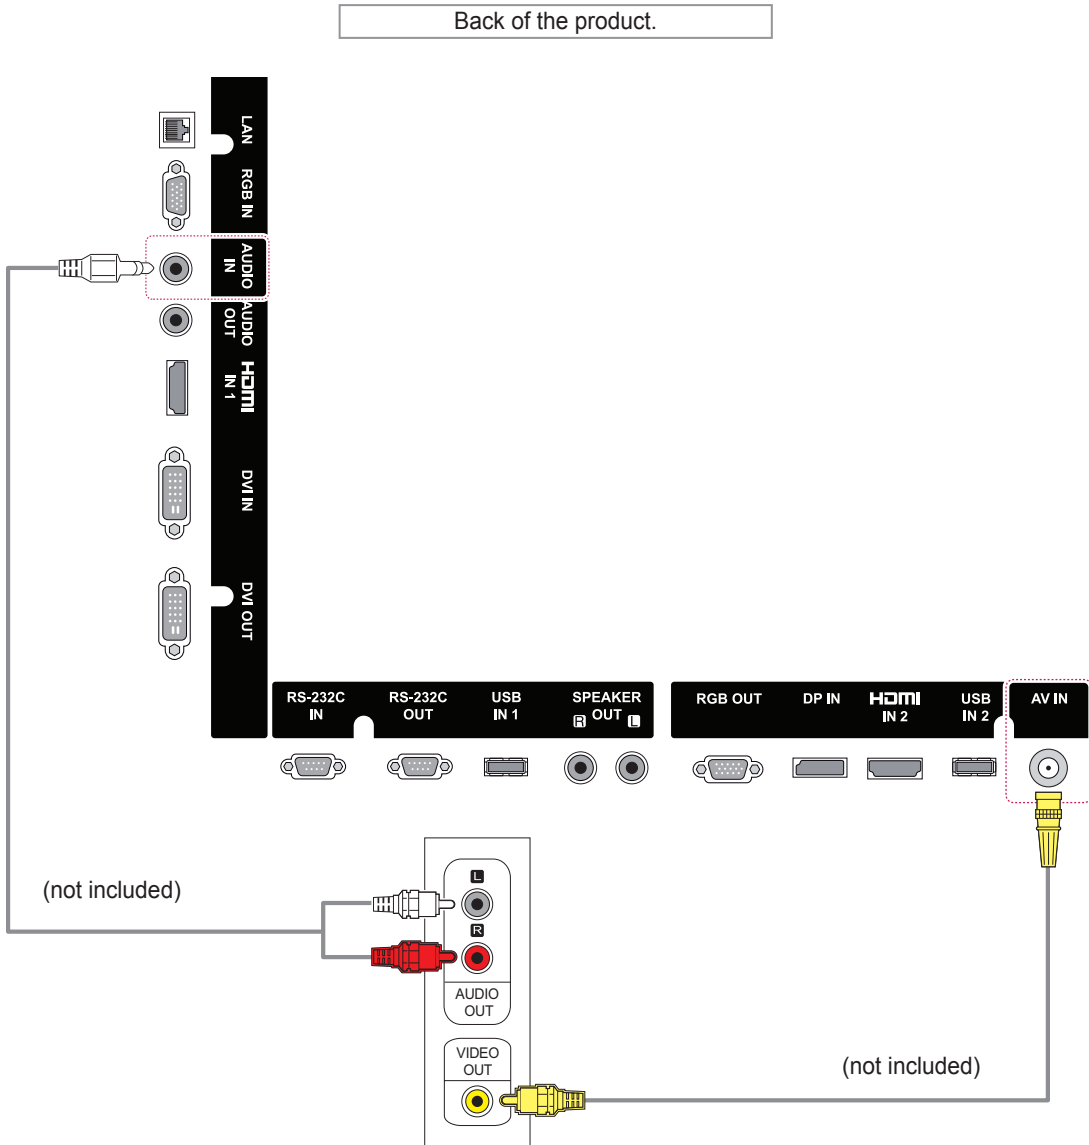 Back of the product.
LAN
RGB IN
AUDIO
IN
AUDIO
OUT
HDMI
IN 1
DVI IN
DVI OUT
RS-232C
IN
RS-232C
OUT
USB
IN 1
SPEAKER
R OUT L
RGB OUT
DP IN
HDMI
IN 2
USB
IN 2
AV IN
(not included)
L
R
AUDIO
OUT
VIDEO
OUT
(not included)